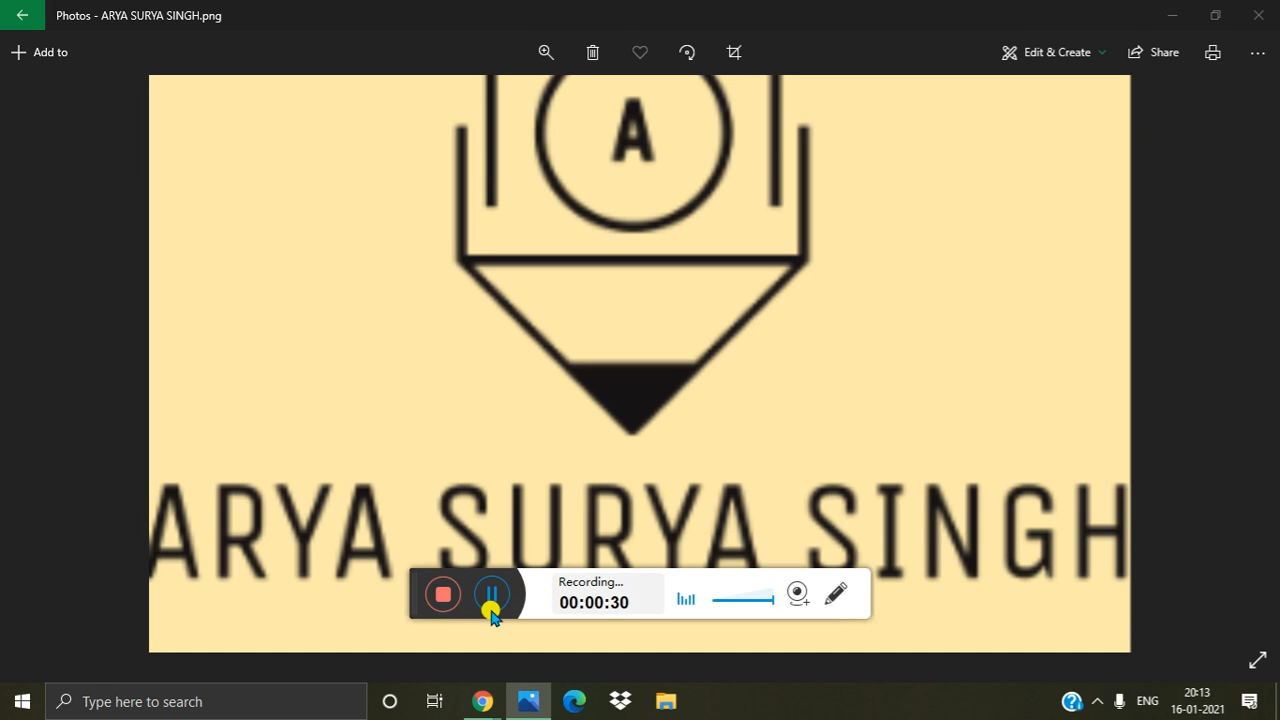 Photos - ARYA SURYA SINGH.png
Add to
Edit & Create
Share
A
ARYA SURYA SINGH
Recording...
00:00:30
Type here to search
ENG
20:13
16-01-2021